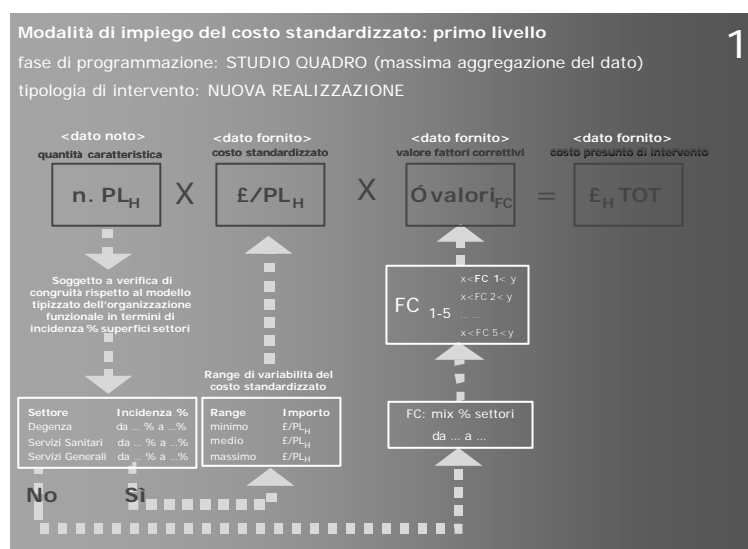 Modalità di impiego del costo standardizzato: primo livello
1
fase di programmazione: STUDIO QUADRO (massima aggregazione del dato)
tipologia di intervento: NUOVA REALIZZAZIONE
<dato noto>
quantità caratteristica
n. PLH
X
<dato fornito>
costo standardizzato
£/PLH
X
<dato fornito>
valore fattori correttivi
ÓvaloriFC
=
<dato fornito>
costo presunto di intervento
£H TOT
Soggetto a verifica di
congruità rispetto al modello
tipizzato dell'organizzazione
funzionale in termini di
incidenza % superfici settori
FC 1-5
x<FC 1< y
x<FC 2< y
... ...
x<FC 5<y
Range di variabilità del
costo standardizzato
Settore Incidenza %
Degenza da ... % a ...%
Servizi Sanitari da ... % a ...%
Servizi Generali da ... % a ...%
Range Importo
minimo £/PLH
medio £/PLH
massimo £/PLH
FC: mix % settori
da ... a ...
No Sì